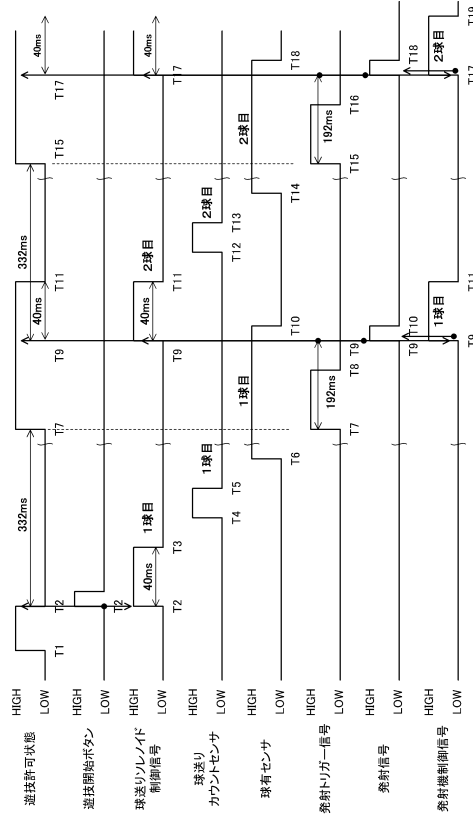 遊技許可状態
HIGH
LOW
T1
T2
332ms
T7
T9
40ms
T11
332ms
T15
T17
40ms
遊技開始ボタン
HIGH
LOW
T2
球送りソレノイド
制御信号
HIGH
LOW
T2
40ms
T3
1球目
T9
40ms
T11
2球目
T17
40ms
球送り
カウントセンサ
HIGH
LOW
T4
T5
1球目
T12
T13
2球目
球有センサ
HIGH
LOW
T6
1球目
T10
T14
2球目
T18
発射トリガー信号
HIGH
LOW
T7
192ms
T8
T9
T15
192ms
T16
発射信号
HIGH
LOW
T9
T10
T18
発射機制御信号
HIGH
LOW
T9
1球目
T11
T17
2球目
T19